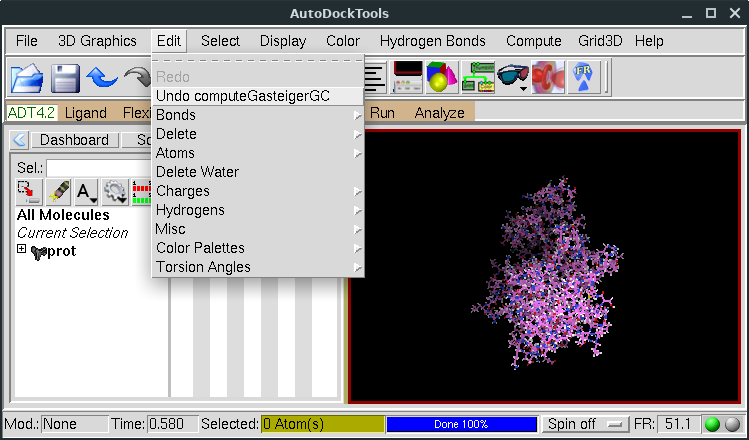 AutoDockTools
File 3D Graphics Edit Select Display Color Hydrogen Bonds Compute Grid3D Help
Redo
Undo computeGasteigerGC
Bonds
Delete
Atoms
Delete Water
Charges
Hydrogens
Misc
Color Palettes
Torsion Angles
ADT4.2 Ligand Flexi Run Analyze
Dashboard Sc
Sel.:
A
All Molecules
Current Selection
prot
Mod.: None Time: 0.580 Selected: 0 Atom(s) Done 100% Spin off FR: 51.1